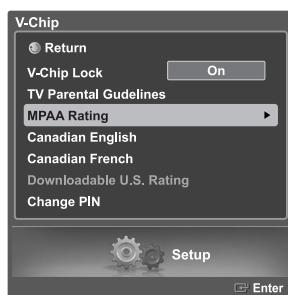 V-Chip
Return
V-Chip Lock On
TV Parental Gudelines
MPAA Rating
Canadian English
Canadian French
Downloadable U.S. Rating
Change PIN
Setup
Enter